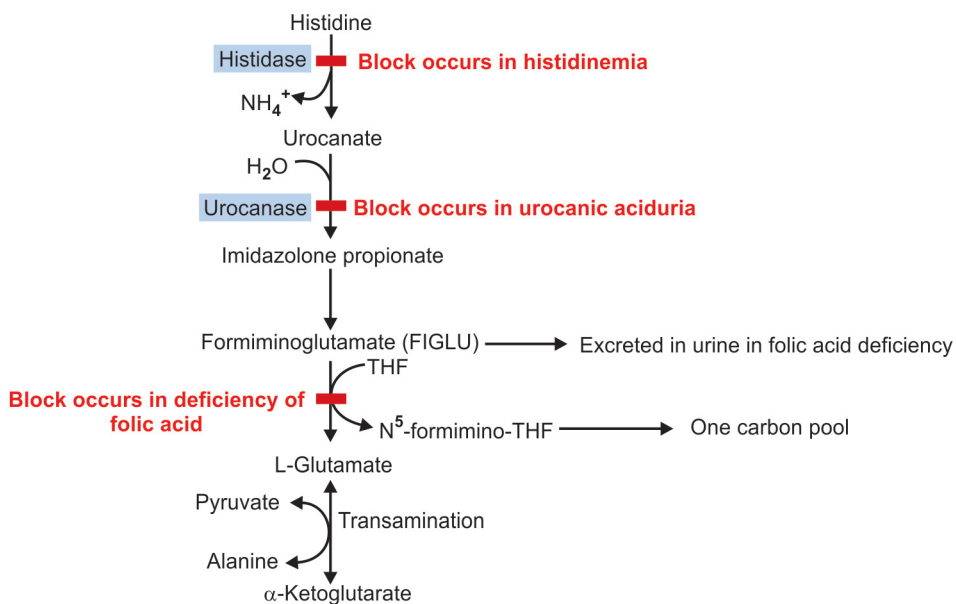 Histidine
Histidase
Block occurs in histidinemia
NH₄⁺
Urocanate
H₂O
Urocanase
Block occurs in urocanic aciduria
Imidazolone propionate
Formiminoglutamate (FIGLU)
Excreted in urine in folic acid deficiency
THF
Block occurs in deficiency of
folic acid
N⁵-formimino-THF
One carbon pool
L-Glutamate
Pyruvate
Transamination
Alanine
α-Ketoglutarate